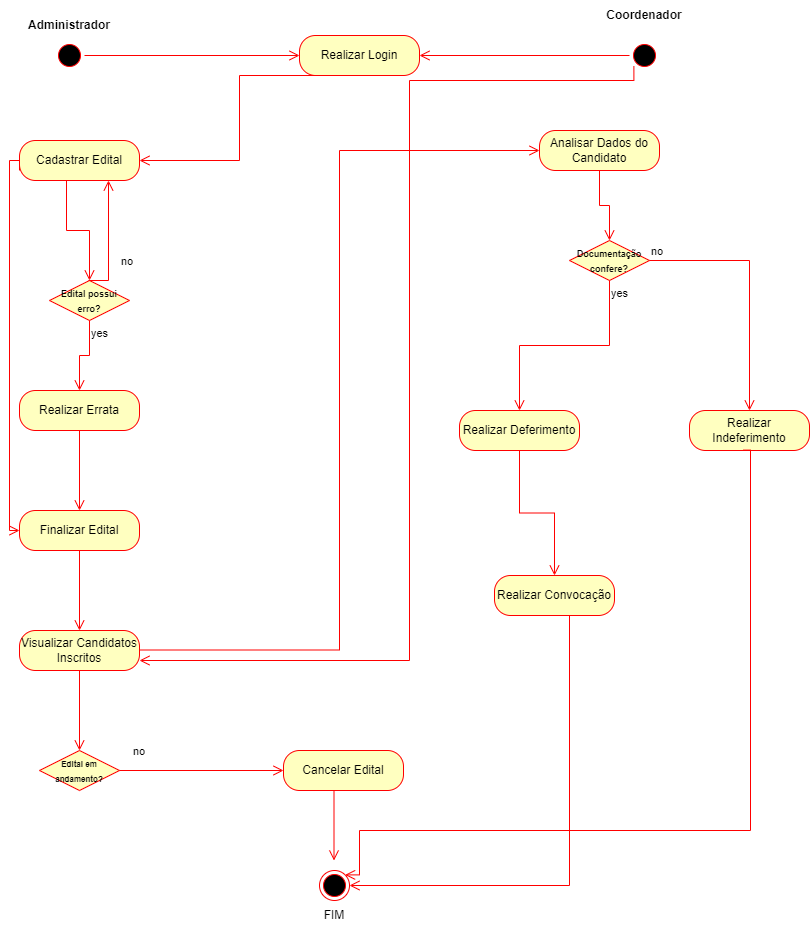 Administrador
Coordenador
Realizar Login
Cadastrar Edital
Analisar Dados do
Candidato
no
Edital possui
erro?
yes
Documentação
confere?
no
yes
Realizar Errata
Realizar Deferimento
Realizar
Indeferimento
Finalizar Edital
Realizar Convocação
Visualizar Candidatos
Inscritos
Edital em
andamento?
no
Cancelar Edital
FIM